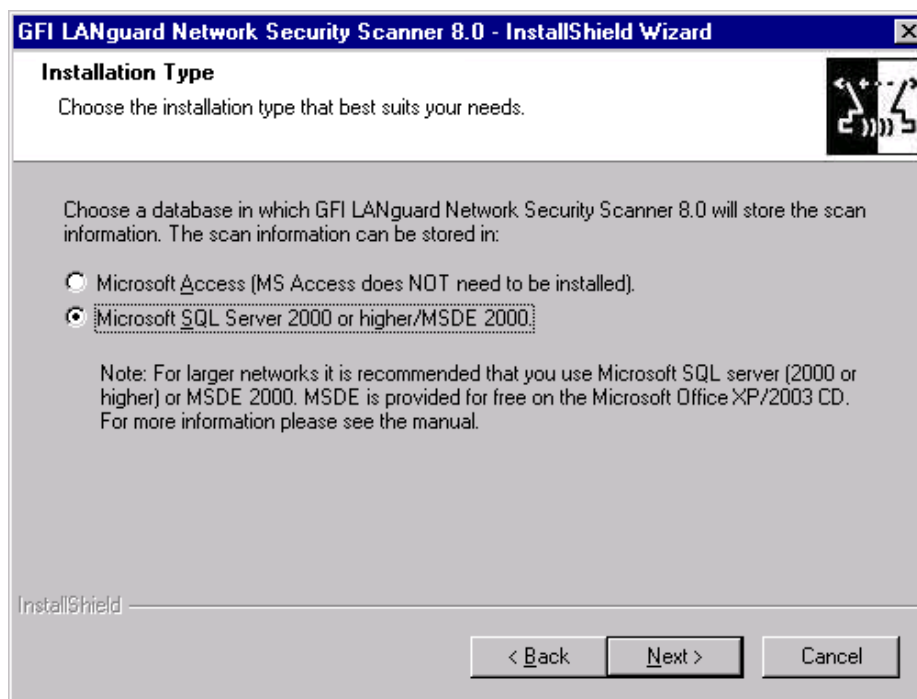 GFI LANguard Network Security Scanner 8.0 - InstallShield Wizard
Installation Type
Choose the installation type that best suits your needs.
Choose a database in which GFI LANguard Network Security Scanner 8.0 will store the scan
information. The scan information can be stored in:
Microsoft Access (MS Access does NOT need to be installed).
Microsoft SQL Server 2000 or higher/MSDE 2000.
Note: For larger networks it is recommended that you use Microsoft SQL server (2000 or
higher) or MSDE 2000. MSDE is provided for free on the Microsoft Office XP/2003 CD.
For more information please see the manual.
InstallShield
< Back
Next >
Cancel